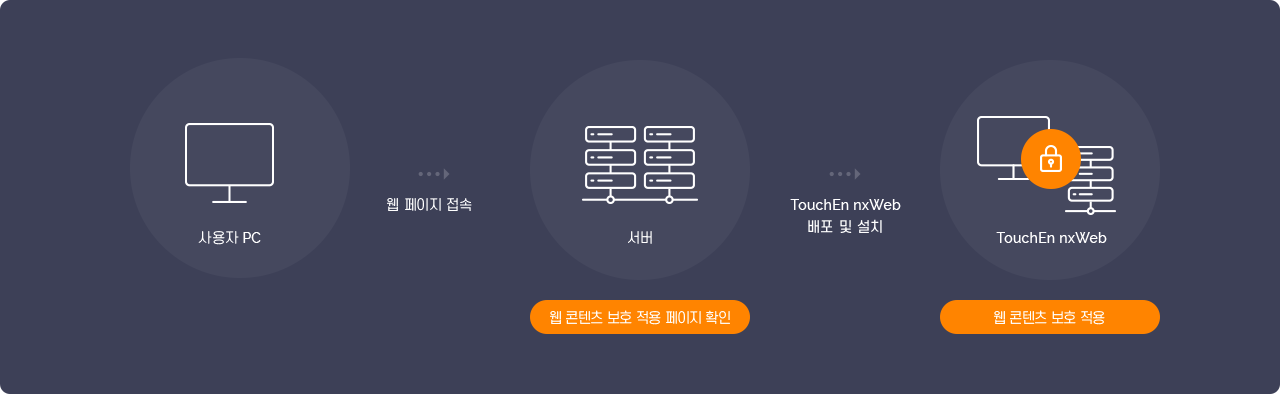 사용자 PC
웹 페이지 접속
서버
웹 콘텐츠 보호 적용 페이지 확인
TouchEn nxWeb
배포 및 설치
TouchEn nxWeb
웹 콘텐츠 보호 적용